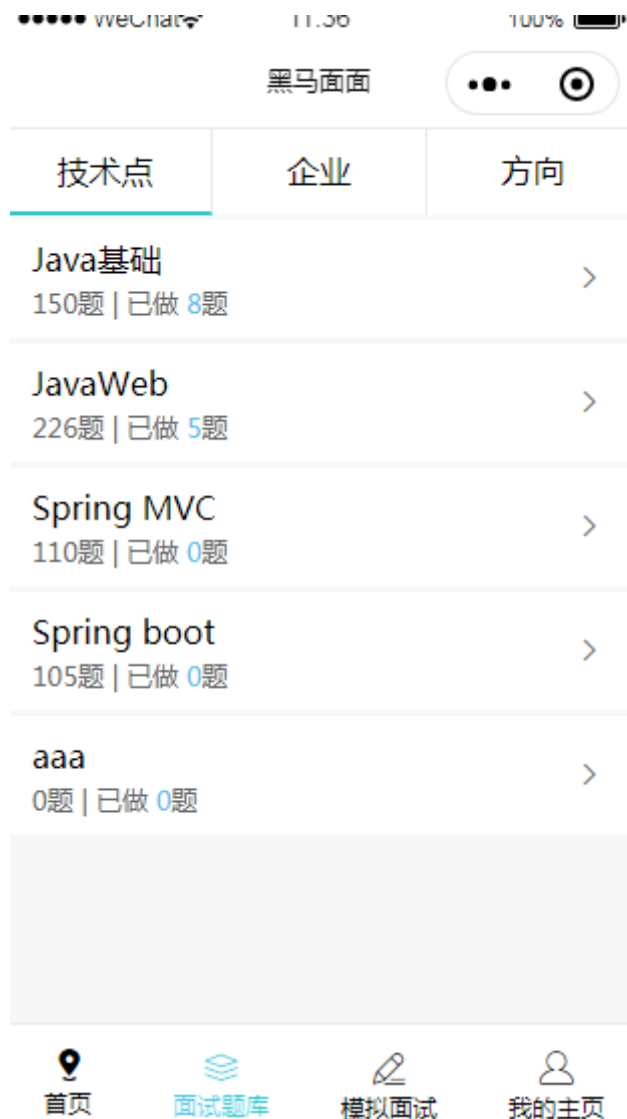 WeChat 11:36 100%
黑马面面
技术点 企业 方向
Java基础
150题 | 已做 8题
JavaWeb
226题 | 已做 5题
Spring MVC
110题 | 已做 0题
Spring boot
105题 | 已做 0题
aaa
0题 | 已做 0题
首页 面试题库 模拟面试 我的主页